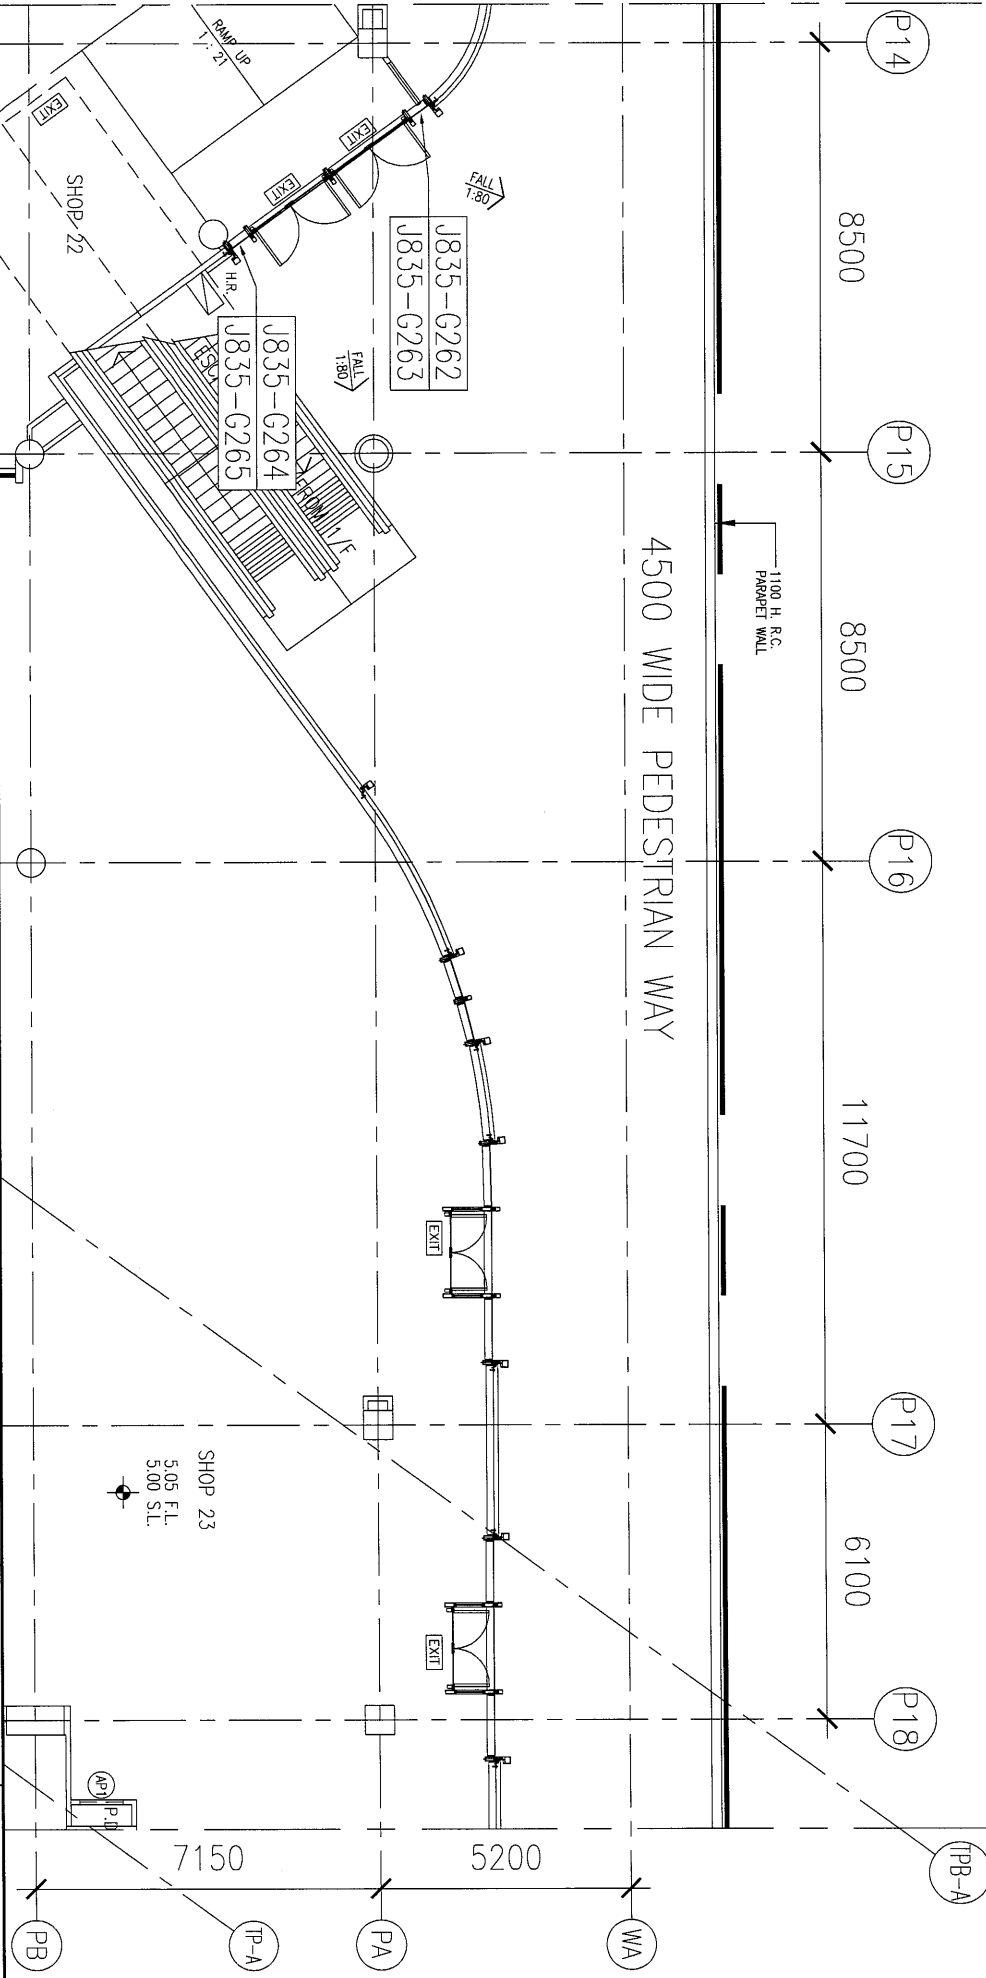 P14
P15
P16
P17
P18
TPB-A
8500
8500
11700
6100
1100 H. R.C.
PARAPET WALL
4500 WIDE PEDESTRIAN WAY
FALL
1:80
FALL
1:80
J835-G262
J835-G263
J835-G264
J835-G265
RAMP UP
1 : 21
EXIT
EXIT
EXIT
SHOP 22
H.R.
FROM 1/F
EXIT
EXIT
SHOP 23
5.05 F.L.
5.00 S.L.
AP1
P.D
7150
5200
PB
TP-A
PA
WA